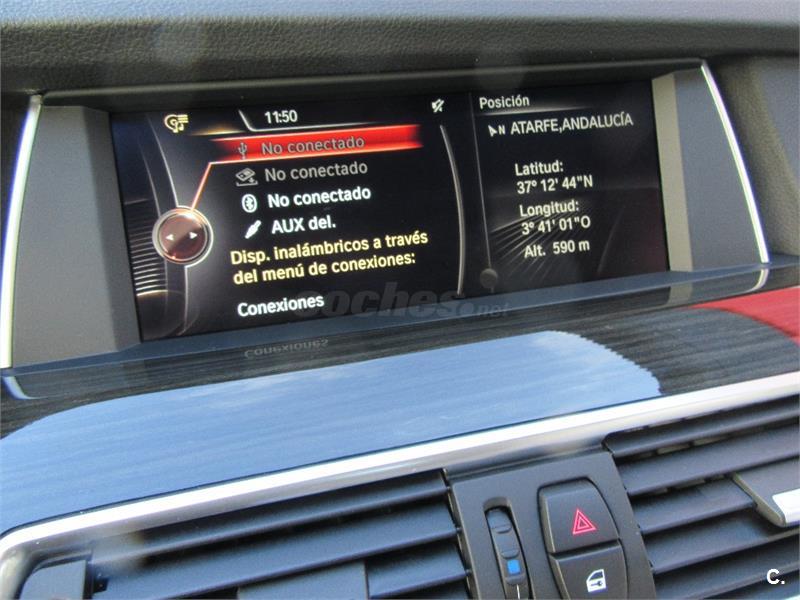 11:50
No conectado
No conectado
No conectado
AUX del.
Disp. inalámbricos a través
del menú de conexiones:
Conexiones
Posición
N ATARFE,ANDALUCÍA
Latitud:
37° 12' 44"N
Longitud:
3° 41' 01"O
Alt. 590 m
coches.net
Conexiones
C.